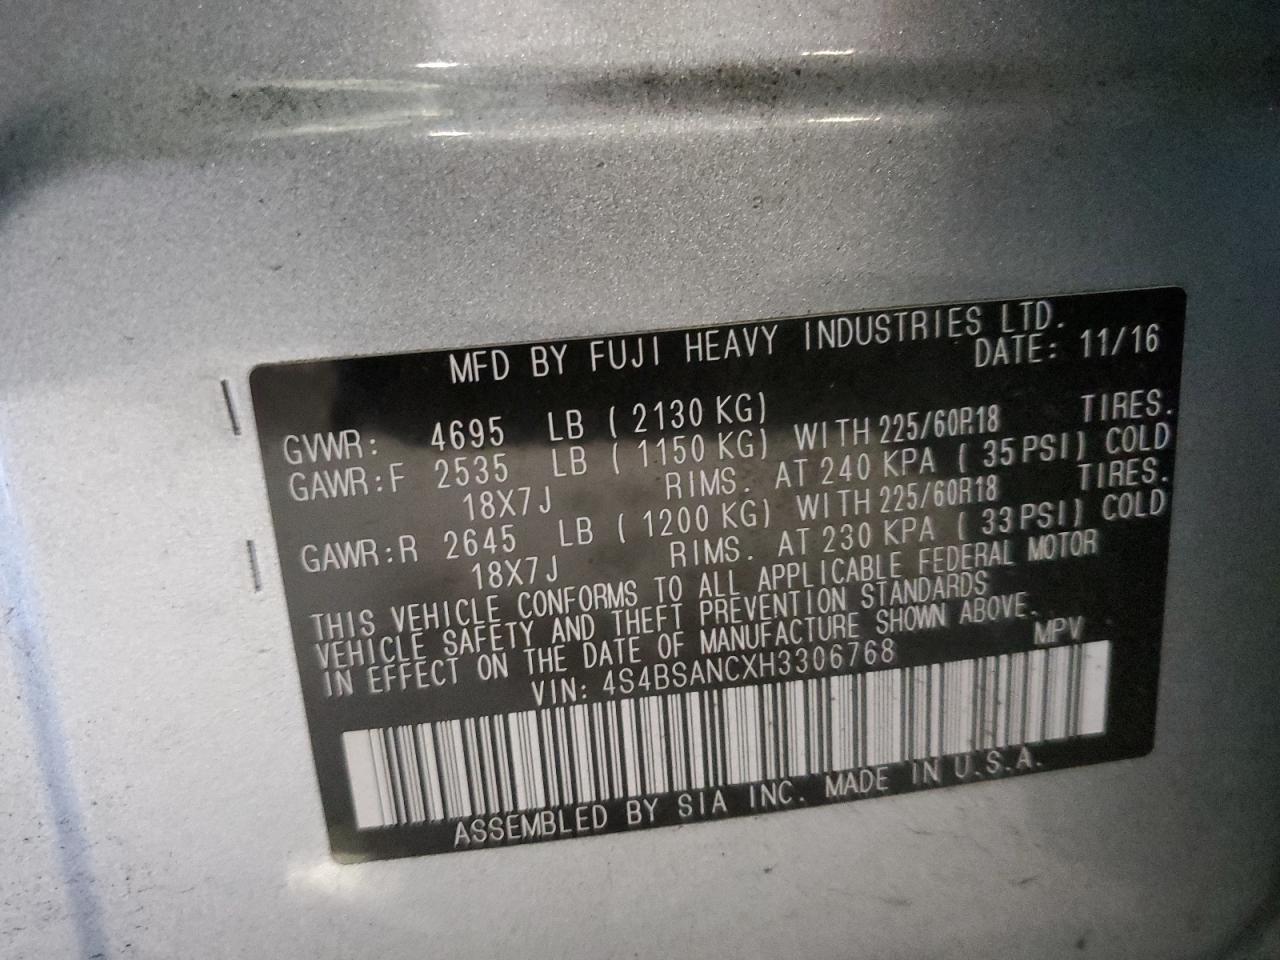 MFD BY FUJI HEAVY INDUSTRIES LTD.
DATE: 11/16
GVWR: 4695 LB ( 2130 KG)
GAWR:F 2535 LB ( 1150 KG) WITH 225/60R18 TIRES.
18X7J RIMS. AT 240 KPA ( 35 PSI) COLD
GAWR:R 2645 LB ( 1200 KG) WITH 225/60R18 TIRES.
18X7J RIMS. AT 230 KPA ( 33 PSI) COLD
THIS VEHICLE CONFORMS TO ALL APPLICABLE FEDERAL MOTOR
VEHICLE SAFETY AND THEFT PREVENTION STANDARDS
IN EFFECT ON THE DATE OF MANUFACTURE SHOWN ABOVE.
VIN: 4S4BSANCXH3306768 MPV
ASSEMBLED BY SIA INC. MADE IN U.S.A.